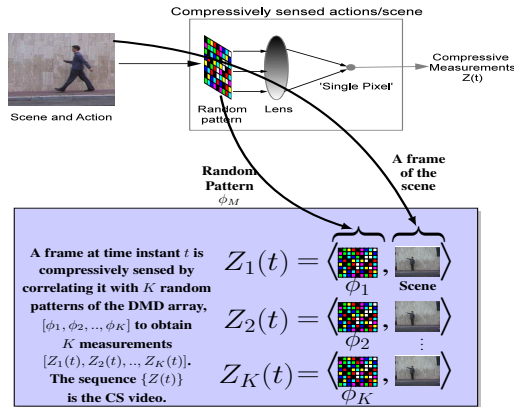 Compressively sensed actions/scene
Compressive
Measurements
Z(t)
'Single Pixel'
Scene and Action
Random
pattern
Lens
Random
Pattern
ϕ_M
A frame
of the
scene
A frame at time instant t is
compressively sensed by
correlating it with K random
patterns of the DMD array,
[ϕ_1, ϕ_2, .., ϕ_K] to obtain
K measurements
[Z_1(t), Z_2(t), .., Z_K(t)].
The sequence {Z(t)}
is the CS video.
Z_1(t) = ⟨ , ⟩
ϕ_1 Scene
Z_2(t) = ⟨ , ⟩
ϕ_2 ⋮
Z_K(t) = ⟨ , ⟩
ϕ_K